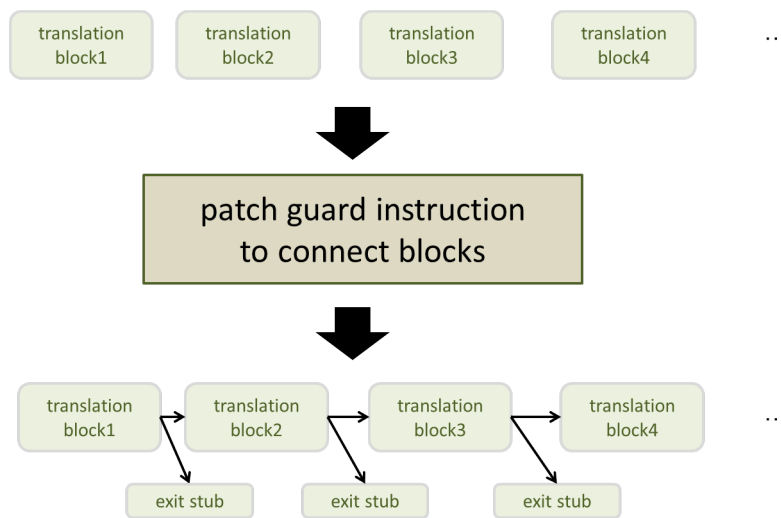 translation
block1
translation
block2
translation
block3
translation
block4
..
patch guard instruction
to connect blocks
translation
block1
translation
block2
translation
block3
translation
block4
..
exit stub
exit stub
exit stub